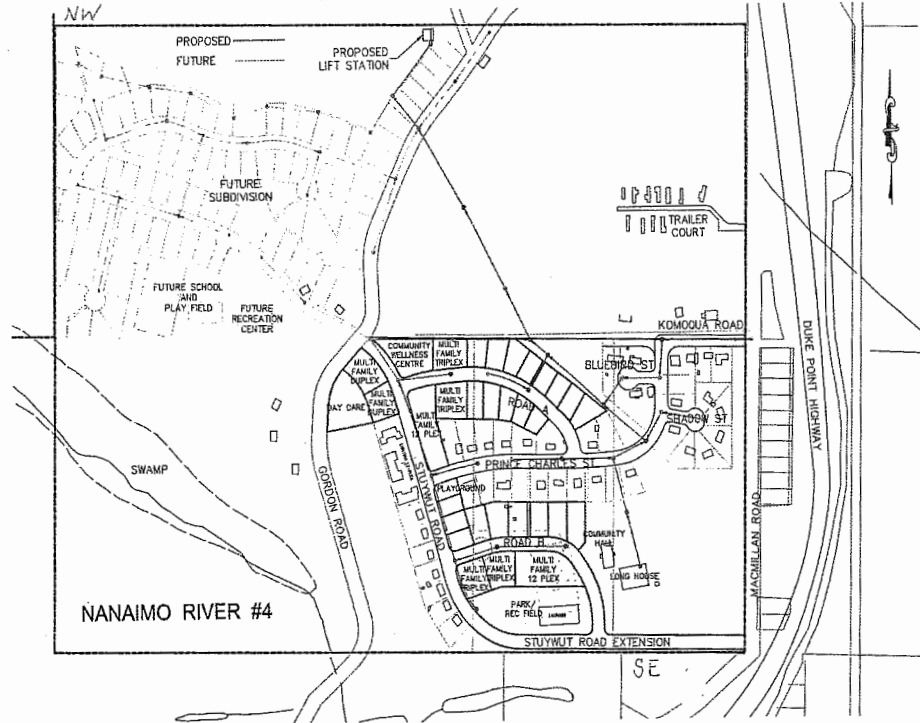 NW
PROPOSED
FUTURE
PROPOSED
LIFT STATION
FUTURE
SUBDIVISION
TRAILER
COURT
FUTURE SCHOOL
AND
PLAY FIELD
FUTURE
RECREATION
CENTER
KOMOQUA ROAD
DUKE POINT HIGHWAY
COMMUNITY
WELLNESS
CENTRE
MULTI
FAMILY
TRIPLEX
BLUEBIRD ST
MULTI
FAMILY
DUPLEX
MULTI
FAMILY
DUPLEX
DAY CARE
MULTI
FAMILY
TRIPLEX
MULTI
FAMILY
12 PLEX
ROAD A
SHADOW ST
PRINCE CHARLES ST.
SWAMP
GORDON ROAD
STUYWUT ROAD
PLAYGROUND
MACMILLAN ROAD
COMMUNITY
HALL
ROAD B
MULTI
FAMILY
TRIPLEX
MULTI
FAMILY
TRIPLEX
MULTI
FAMILY
12 PLEX
LONG HOUSE
NANAIMO RIVER #4
PARK/
REC FIELD
STUYWUT ROAD EXTENSION
SE